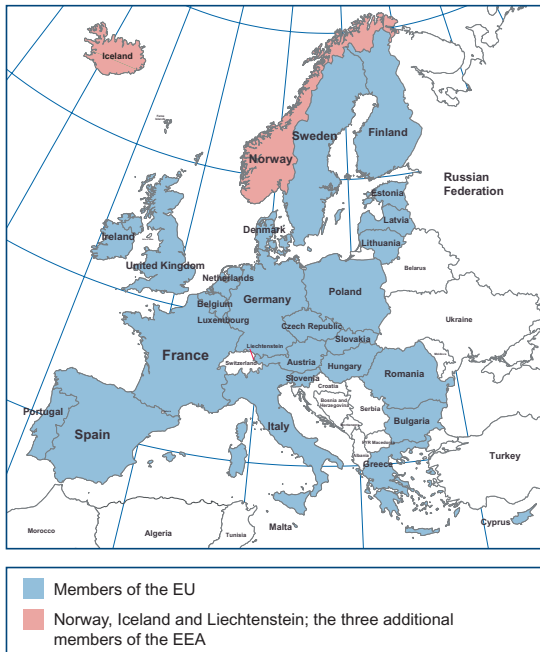 Iceland
Sweden
Finland
Norway
Russian
Federation
Estonia
Latvia
Denmark
Lithuania
Ireland
United Kingdom
Belarus
Netherlands
Poland
Germany
Belgium
Luxembourg
Ukraine
Czech Republic
Slovakia
Liechtenstein
France
Switzerland
Austria
Hungary
Romania
Slovenia
Croatia
Bosnia and
Herzegovina
Serbia
Portugal
Spain
Italy
Bulgaria
FYR Macedonia
Albania
Greece
Turkey
Malta
Cyprus
Morocco
Algeria
Tunisia
Members of the EU
Norway, Iceland and Liechtenstein; the three additional
members of the EEA